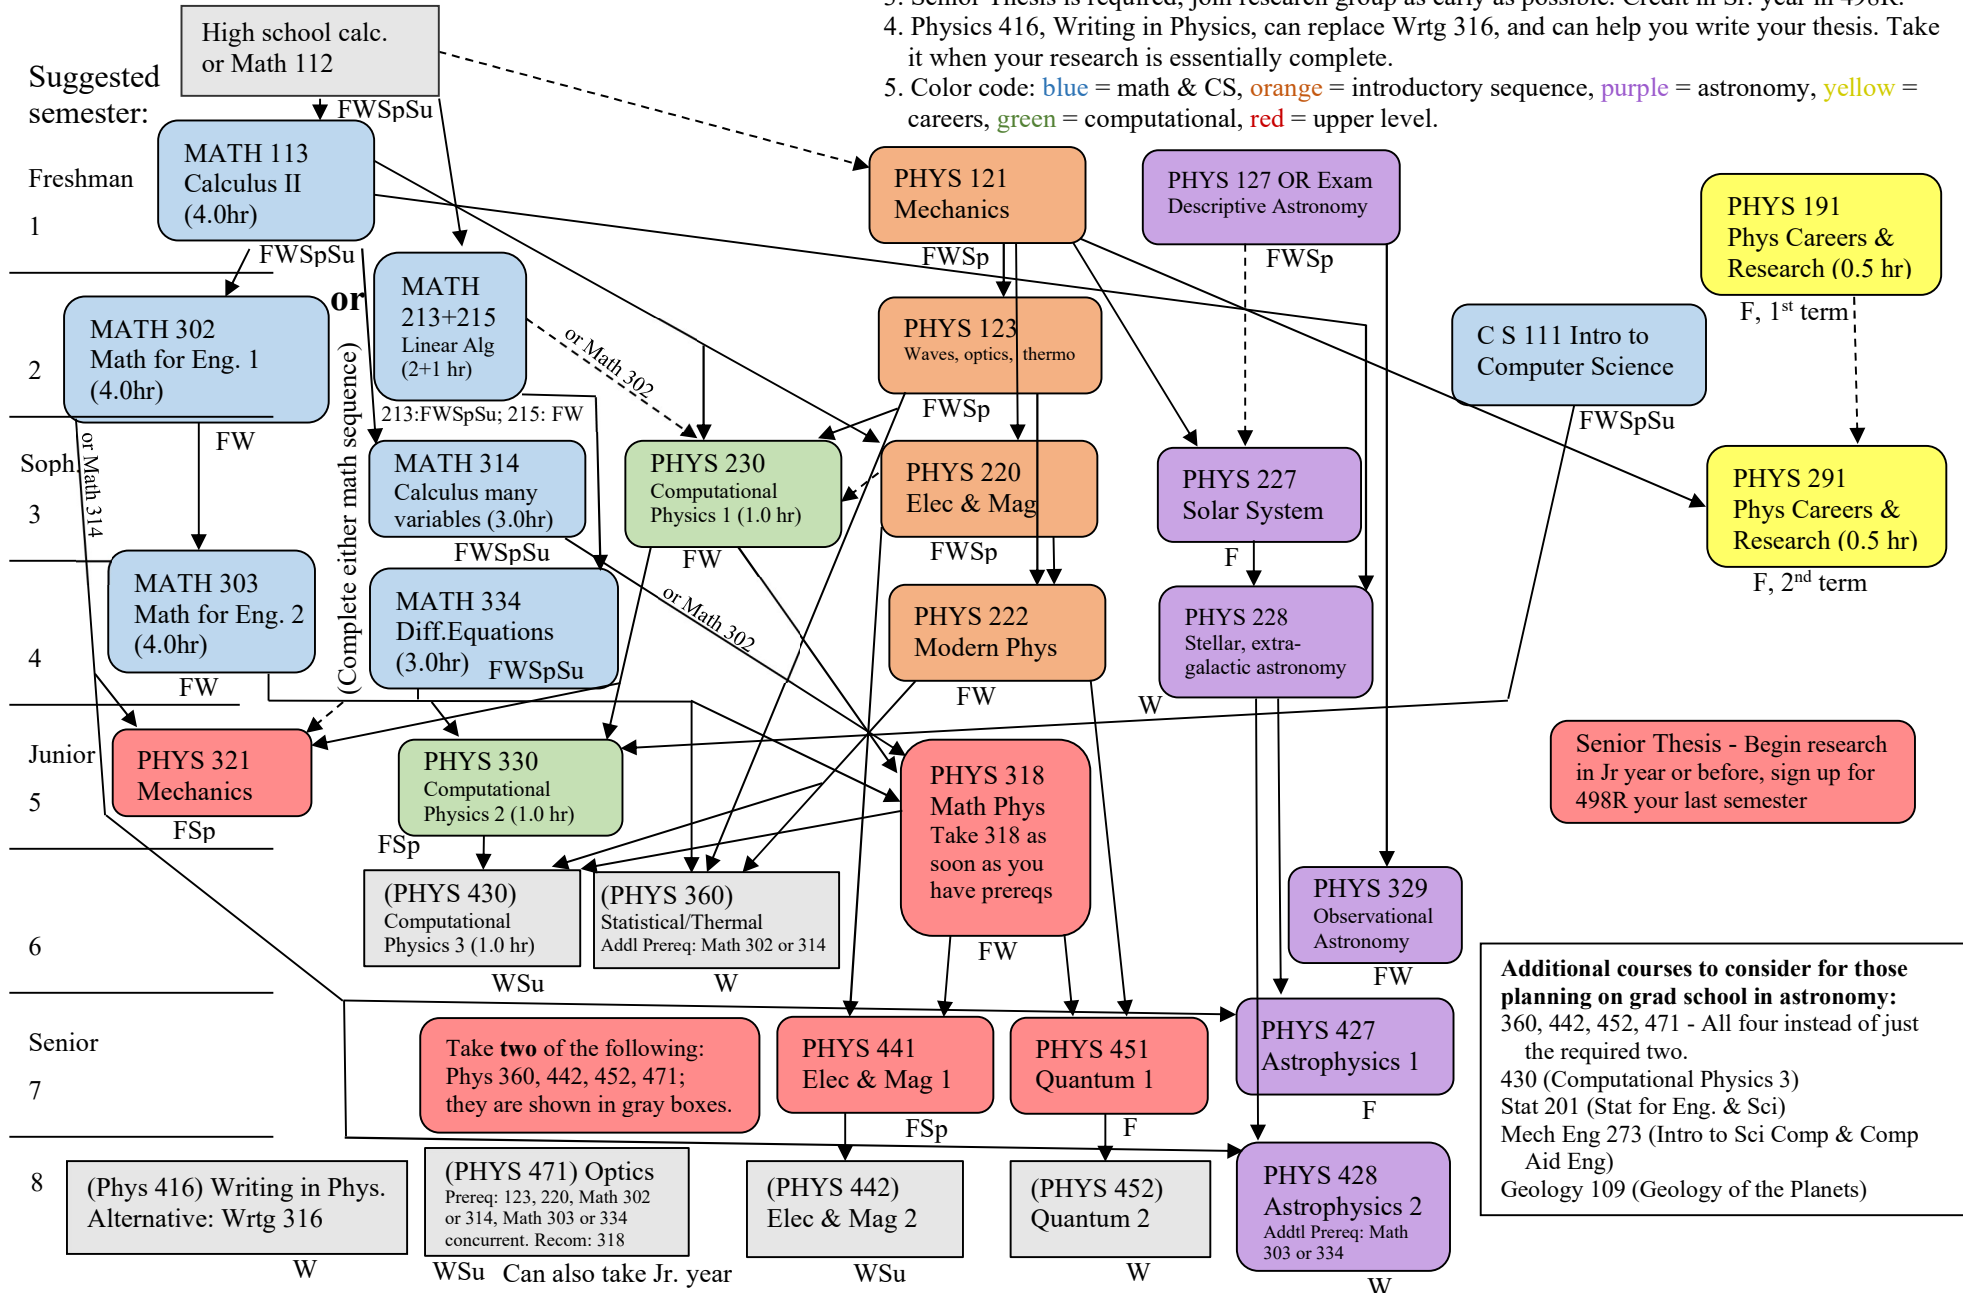 3. Senior Thesis is required, join research group as early as possible. Credit in Sr. year in 498R.
4. Physics 416, Writing in Physics, can replace Wrtg 316, and can help you write your thesis. Take
it when your research is essentially complete.
5. Color code: blue = math & CS, orange = introductory sequence, purple = astronomy, yellow =
careers, green = computational, red = upper level.
High school calc.
or Math 112
FWSpSu
Suggested
semester:
Freshman
1
MATH 113
Calculus II
(4.0hr)
FWSpSu
PHYS 121
Mechanics
FWSp
PHYS 127 OR Exam
Descriptive Astronomy
FWSp
PHYS 191
Phys Careers &
Research (0.5 hr)
F, 1st term
2
MATH 302
Math for Eng. 1
(4.0hr)
FW
or
(Complete either math sequence)
MATH
213+215
Linear Alg
(2+1 hr)
213:FWSpSu; 215: FW
or Math 302
PHYS 123
Waves, optics, thermo
FWSp
C S 111 Intro to
Computer Science
FWSpSu
Soph.
3
or Math 314
MATH 314
Calculus many
variables (3.0hr)
FWSpSu
PHYS 230
Computational
Physics 1 (1.0 hr)
FW
PHYS 220
Elec & Mag
FWSp
PHYS 227
Solar System
F
PHYS 291
Phys Careers &
Research (0.5 hr)
F, 2nd term
4
MATH 303
Math for Eng. 2
(4.0hr)
FW
MATH 334
Diff.Equations
(3.0hr) FWSpSu
or Math 302
PHYS 222
Modern Phys
FW
PHYS 228
Stellar, extra-
galactic astronomy
W
Junior
5
PHYS 321
Mechanics
FSp
PHYS 330
Computational
Physics 2 (1.0 hr)
FSp
PHYS 318
Math Phys
Take 318 as
soon as you
have prereqs
FW
Senior Thesis - Begin research
in Jr year or before, sign up for
498R your last semester
6
(PHYS 430)
Computational
Physics 3 (1.0 hr)
WSu
(PHYS 360)
Statistical/Thermal
Addl Prereq: Math 302 or 314
W
PHYS 329
Observational
Astronomy
FW
Senior
7
Take two of the following:
Phys 360, 442, 452, 471;
they are shown in gray boxes.
PHYS 441
Elec & Mag 1
FSp
PHYS 451
Quantum 1
F
PHYS 427
Astrophysics 1
F
Additional courses to consider for those
planning on grad school in astronomy:
360, 442, 452, 471 - All four instead of just
the required two.
430 (Computational Physics 3)
Stat 201 (Stat for Eng. & Sci)
Mech Eng 273 (Intro to Sci Comp & Comp
Aid Eng)
Geology 109 (Geology of the Planets)
8
(Phys 416) Writing in Phys.
Alternative: Wrtg 316
W
(PHYS 471) Optics
Prereq: 123, 220, Math 302
or 314, Math 303 or 334
concurrent. Recom: 318
WSu Can also take Jr. year
(PHYS 442)
Elec & Mag 2
WSu
(PHYS 452)
Quantum 2
W
PHYS 428
Astrophysics 2
Addtl Prereq: Math
303 or 334
W